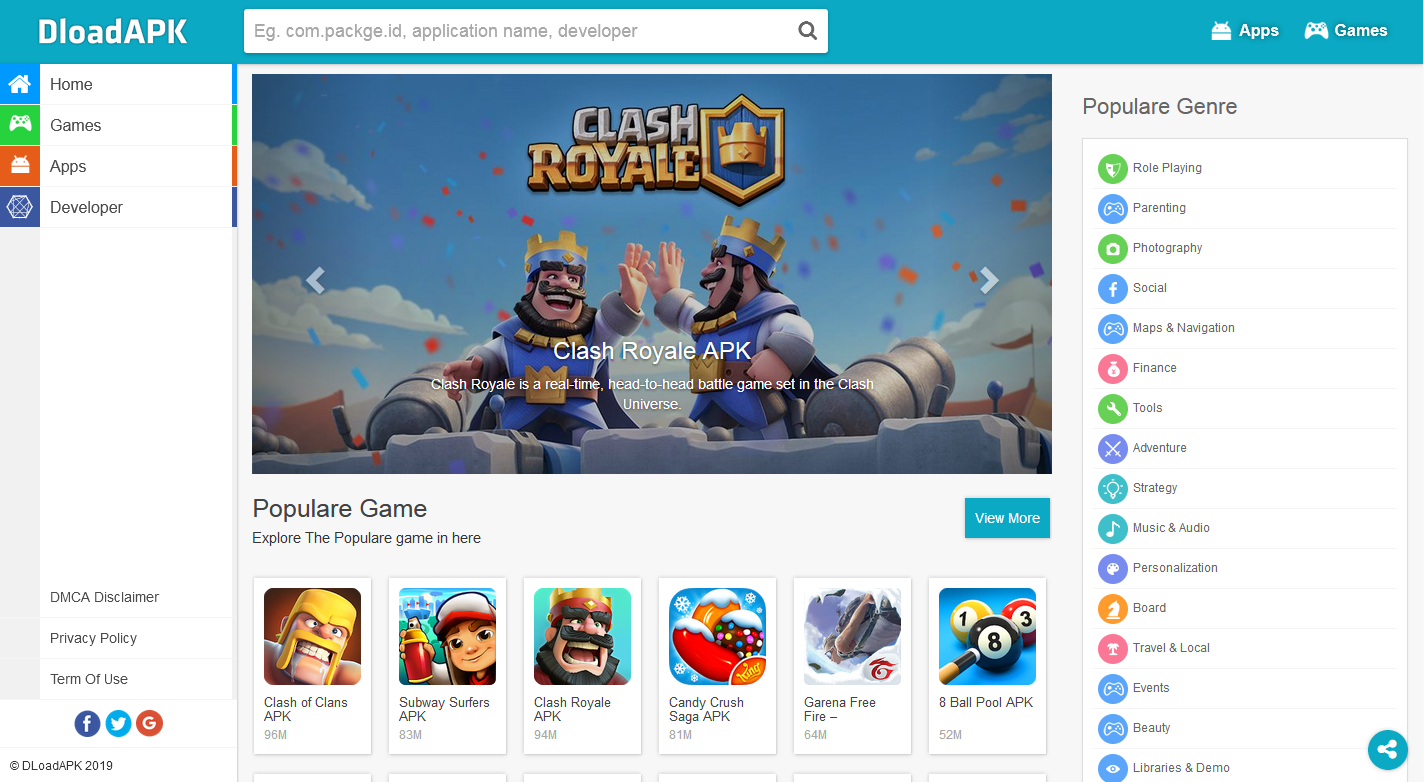 DloadAPK
Eg. com.packge.id, application name, developer
Apps
Games
Home
Games
Apps
Developer
DMCA Disclaimer
Privacy Policy
Term Of Use
© DLoadAPK 2019
CLASH
ROYALE
Clash Royale APK
Clash Royale is a real-time, head-to-head battle game set in the Clash
Universe.
Populare Game
Explore The Populare game in here
View More
Clash of Clans
APK
96M
Subway Surfers
APK
83M
Clash Royale
APK
94M
King
Candy Crush
Saga APK
81M
Garena Free
Fire –
64M
1
8
3
8 Ball Pool APK
52M
Populare Genre
Role Playing
Parenting
Photography
Social
Maps & Navigation
Finance
Tools
Adventure
Strategy
Music & Audio
Personalization
Board
Travel & Local
Events
Beauty
Libraries & Demo